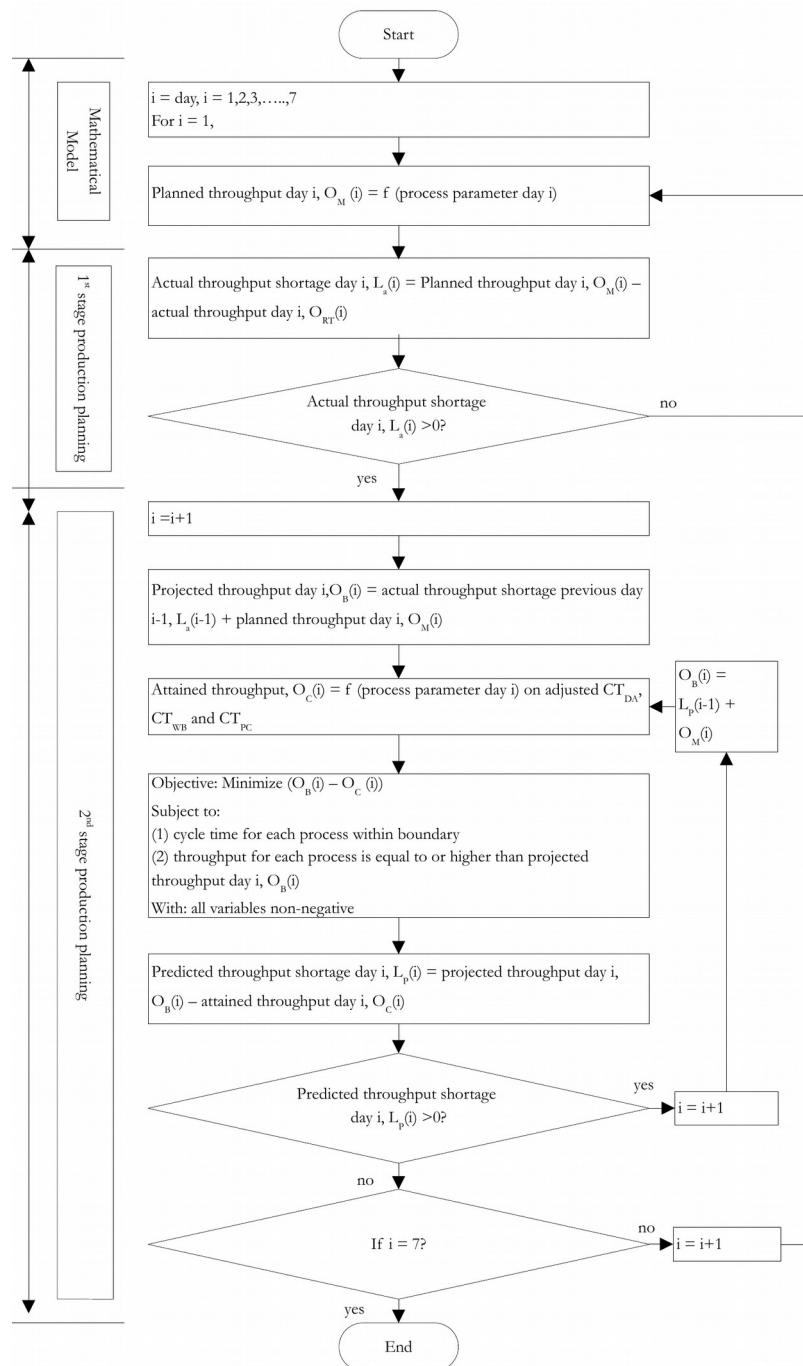 Start
Mathematical
Model
i = day, i = 1,2,3,…..,7
For i = 1,
Planned throughput day i, O_M (i) = f (process parameter day i)
1st stage production planning
Actual throughput shortage day i, L_a(i) = Planned throughput day i, O_M(i) –
actual throughput day i, O_RT(i)
Actual throughput shortage
day i, L_a(i) >0?
no
yes
2nd stage production planning
i =i+1
Projected throughput day i,O_B(i) = actual throughput shortage previous day
i-1, L_a(i-1) + planned throughput day i, O_M(i)
Attained throughput, O_C(i) = f (process parameter day i) on adjusted CT_DA,
CT_WB and CT_PC
O_B(i) =
L_p(i-1) +
O_M(i)
Objective: Minimize (O_B(i) – O_C (i))
Subject to:
(1) cycle time for each process within boundary
(2) throughput for each process is equal to or higher than projected
throughput day i, O_B(i)
With: all variables non-negative
Predicted throughput shortage day i, L_p(i) = projected throughput day i,
O_B(i) – attained throughput day i, O_C(i)
Predicted throughput shortage
day i, L_p(i) >0?
yes
i = i+1
no
If i = 7?
no
i = i+1
yes
End